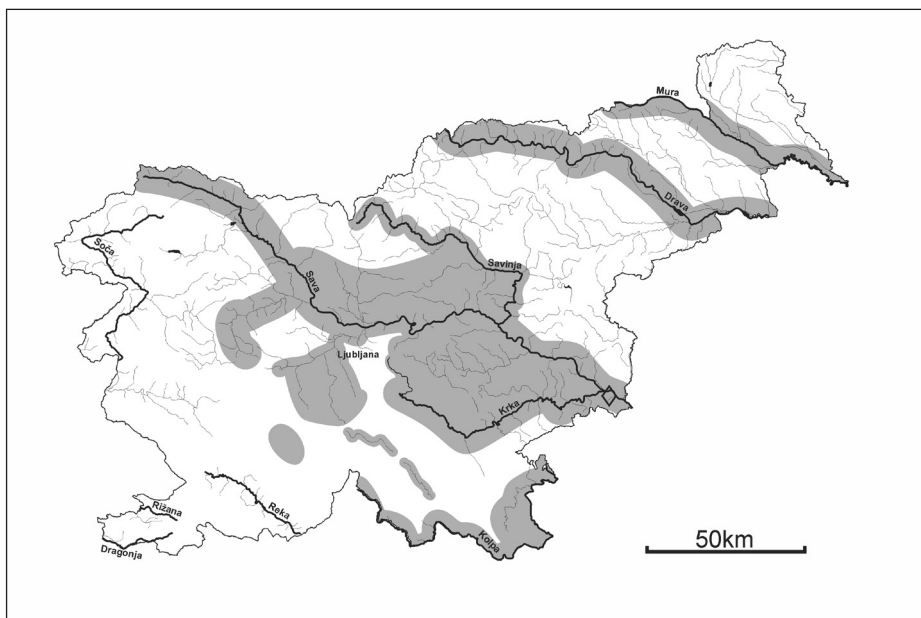 Mura
Drava
Soča
Savinja
Sava
Ljubljana
Krka
Reka
Rižana
Kolpa
Dragonja
50km